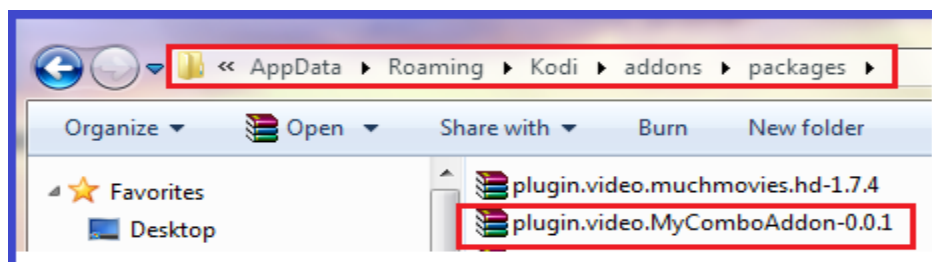 « AppData ▸ Roaming ▸ Kodi ▸ addons ▸ packages ▸
Organize ▾ Open ▾ Share with ▾ Burn New folder
Favorites
Desktop
plugin.video.muchmovies.hd-1.7.4
plugin.video.MyComboAddon-0.0.1